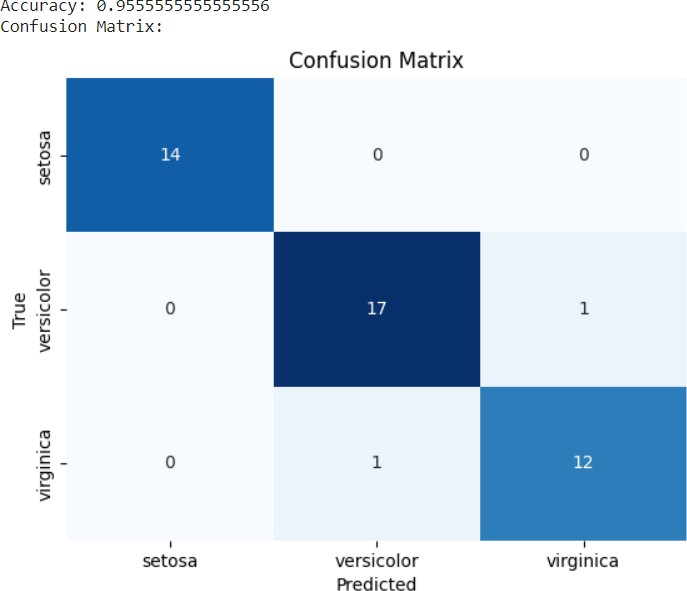 Accuracy: 0.9555555555555556
Confusion Matrix:
Confusion Matrix
setosa
14
0
0
True
versicolor
0
17
1
virginica
0
1
12
setosa
versicolor
virginica
Predicted